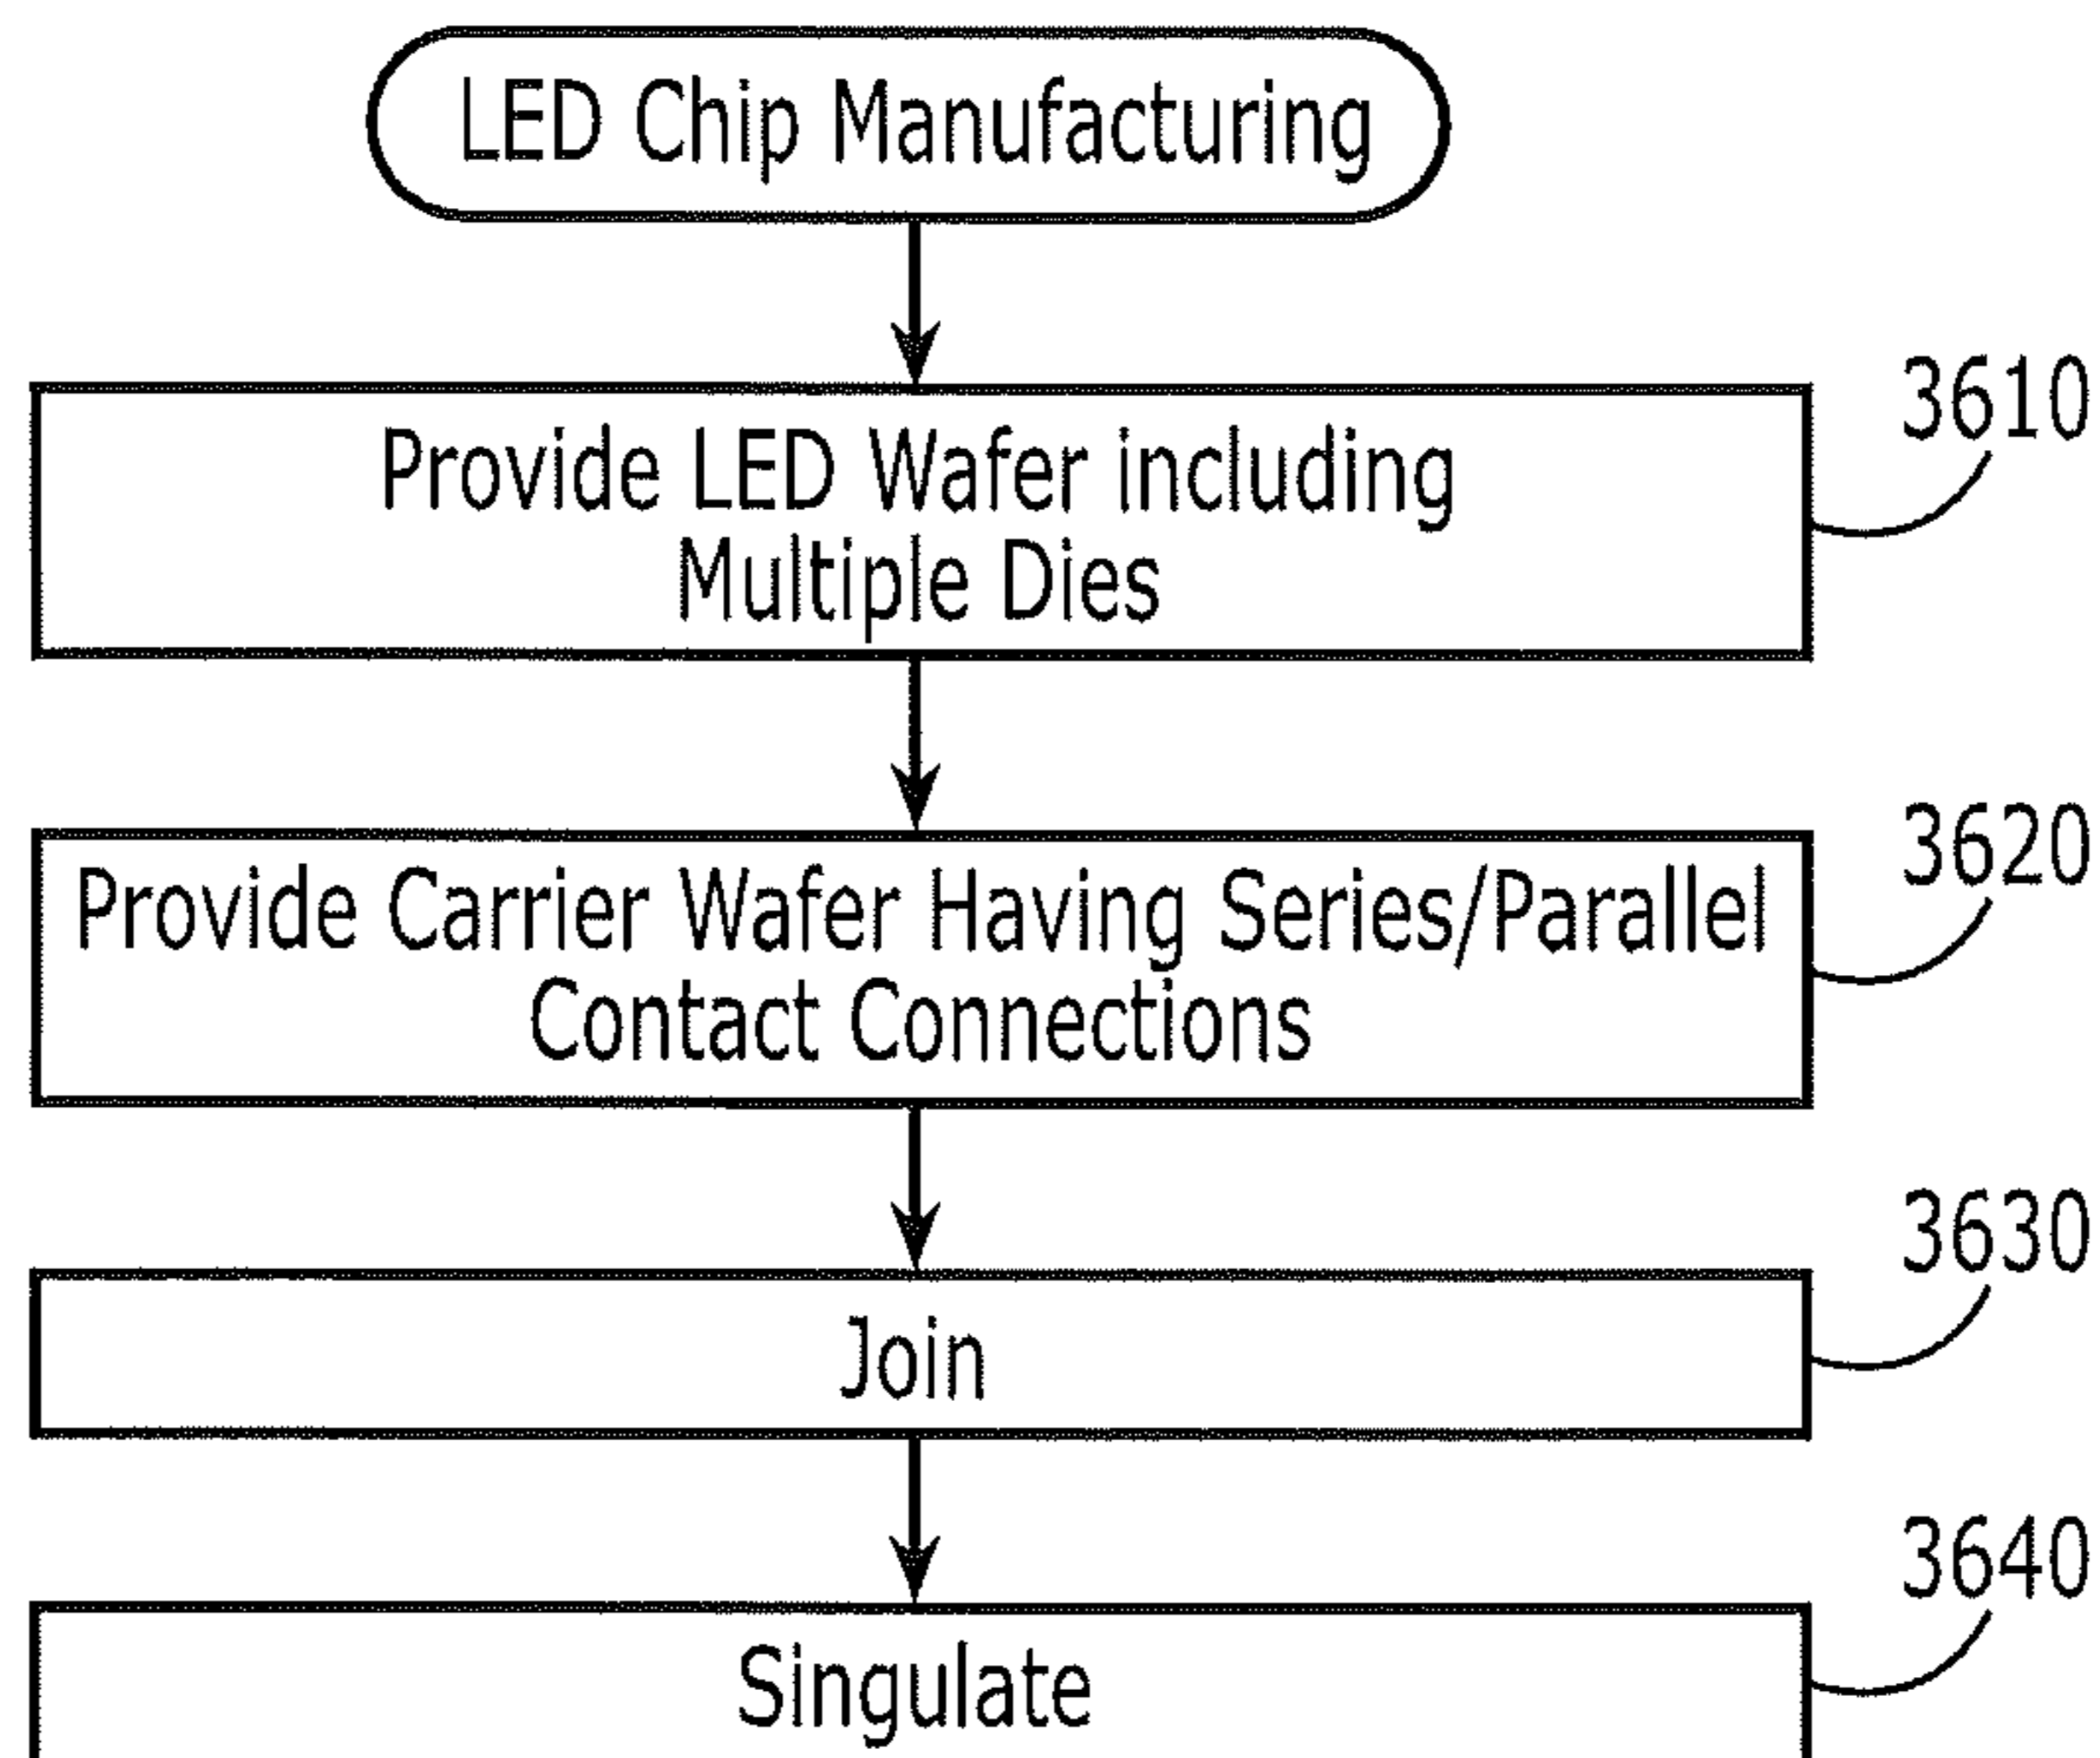 LED Chip Manufacturing
3610
Provide LED Wafer including
Multiple Dies
3620
Provide Carrier Wafer Having Series/Parallel
Contact Connections
3630
Join
3640
Singulate